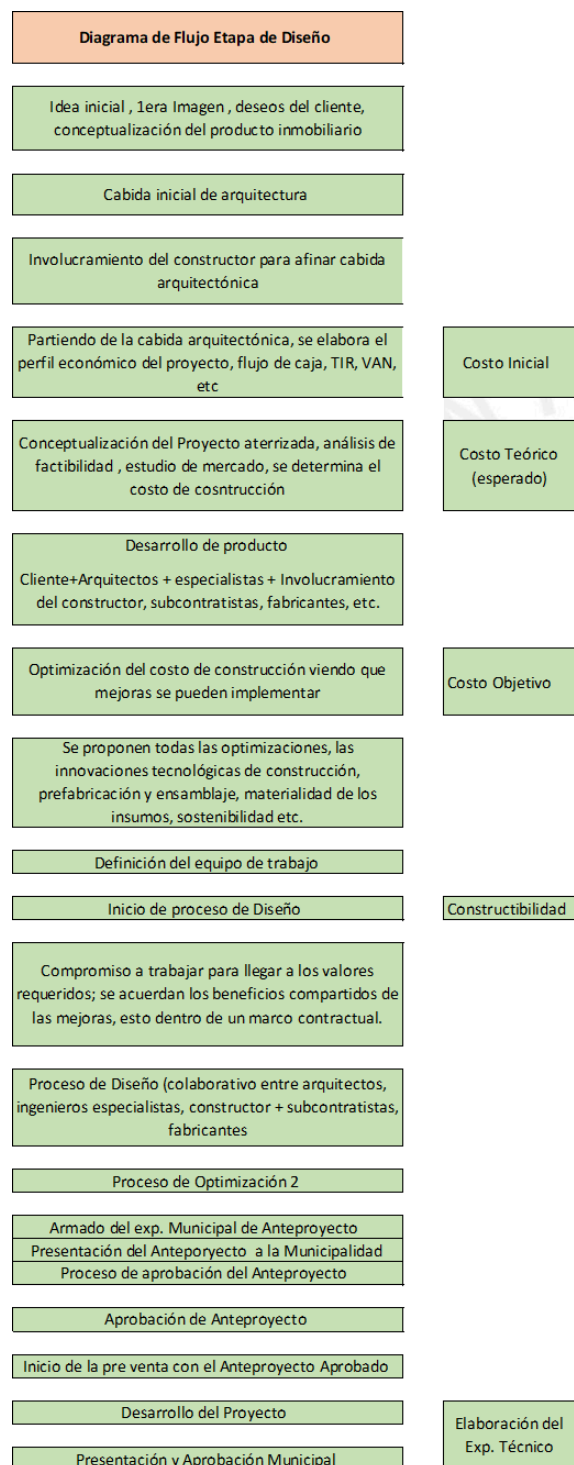 Diagrama de Flujo Etapa de Diseño
Idea inicial , 1era Imagen , deseos del cliente,
conceptualización del producto inmobiliario
Cabida inicial de arquitectura
Involucramiento del constructor para afinar cabida
arquitectónica
Partiendo de la cabida arquitectónica, se elabora el
perfil económico del proyecto, flujo de caja, TIR, VAN,
etc
Costo Inicial
Conceptualización del Proyecto aterrizada, análisis de
factibilidad , estudio de mercado, se determina el
costo de cosntrucción
Costo Teórico
(esperado)
Desarrollo de producto
Cliente+Arquitectos + especialistas + Involucramiento
del constructor, subcontratistas, fabricantes, etc.
Optimización del costo de construcción viendo que
mejoras se pueden implementar
Costo Objetivo
Se proponen todas las optimizaciones, las
innovaciones tecnológicas de construcción,
prefabricación y ensamblaje, materialidad de los
insumos, sostenibilidad etc.
Definición del equipo de trabajo
Inicio de proceso de Diseño
Constructibilidad
Compromiso a trabajar para llegar a los valores
requeridos; se acuerdan los beneficios compartidos de
las mejoras, esto dentro de un marco contractual.
Proceso de Diseño (colaborativo entre arquitectos,
ingenieros especialistas, constructor + subcontratistas,
fabricantes
Proceso de Optimización 2
Armado del exp. Municipal de Anteproyecto
Presentación del Anteporyecto a la Municipalidad
Proceso de aprobación del Anteproyecto
Aprobación de Anteproyecto
Inicio de la pre venta con el Anteproyecto Aprobado
Desarrollo del Proyecto
Elaboración del
Exp. Técnico
Presentación y Aprobación Municipal